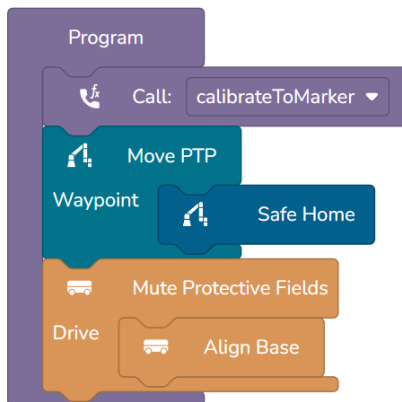 Program
Call: calibrateToMarker
Move PTP
Waypoint
Safe Home
Mute Protective Fields
Drive
Align Base